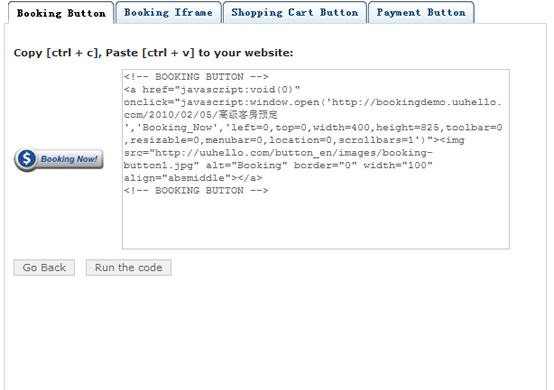 Booking Button Booking Iframe Shopping Cart Button Payment Button
Copy [ctrl + c], Paste [ctrl + v] to your website:
<!-- BOOKING BUTTON -->
<a href="javascript:void(0)"
onclick="javascript:window.open('http://bookingdemo.uuhello.
com/2010/02/05/高级客房预定
','Booking_Now','left=0,top=0,width=400,height=825,toolbar=0
,resizable=0,menubar=0,location=0,scrollbars=1')"><img
src="http://uuhello.com/button_en/images/booking-
button1.jpg" alt="Booking" border="0" width="100"
align="absmiddle"></a>
<!-- BOOKING BUTTON -->
$ Booking Now!
Go Back Run the code